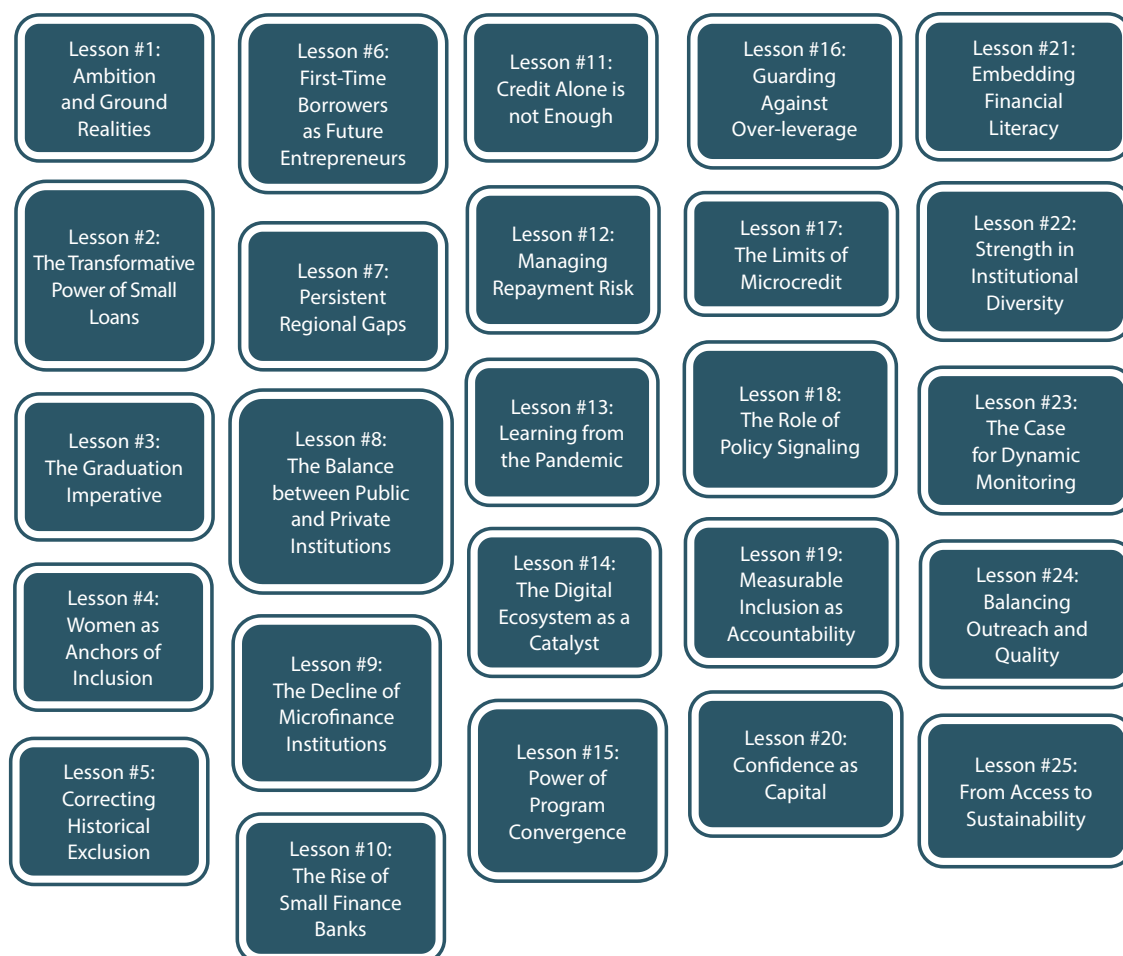 Lesson #1:
Ambition
and Ground
Realities
Lesson #2:
The Transformative
Power of Small
Loans
Lesson #3:
The Graduation
Imperative
Lesson #4:
Women as
Anchors of
Inclusion
Lesson #5:
Correcting
Historical
Exclusion
Lesson #6:
First-Time
Borrowers
as Future
Entrepreneurs
Lesson #7:
Persistent
Regional Gaps
Lesson #8:
The Balance
between Public
and Private
Institutions
Lesson #9:
The Decline of
Microfinance
Institutions
Lesson #10:
The Rise of
Small Finance
Banks
Lesson #11:
Credit Alone is
not Enough
Lesson #12:
Managing
Repayment Risk
Lesson #13:
Learning from
the Pandemic
Lesson #14:
The Digital
Ecosystem as a
Catalyst
Lesson #15:
Power of
Program
Convergence
Lesson #16:
Guarding
Against
Over-leverage
Lesson #17:
The Limits of
Microcredit
Lesson #18:
The Role of
Policy Signaling
Lesson #19:
Measurable
Inclusion as
Accountability
Lesson #20:
Confidence as
Capital
Lesson #21:
Embedding
Financial
Literacy
Lesson #22:
Strength in
Institutional
Diversity
Lesson #23:
The Case
for Dynamic
Monitoring
Lesson #24:
Balancing
Outreach and
Quality
Lesson #25:
From Access to
Sustainability